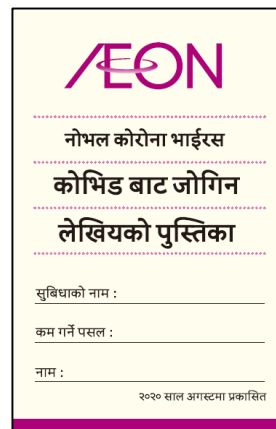 ÆON
नोभल कोरोना भाईरस
कोभिड बाट जोगिन
लेखियको पुस्तिका
सुबिधाको नाम :
कम गर्ने पसल :
नाम :
२०२० साल अगस्टमा प्रकासित